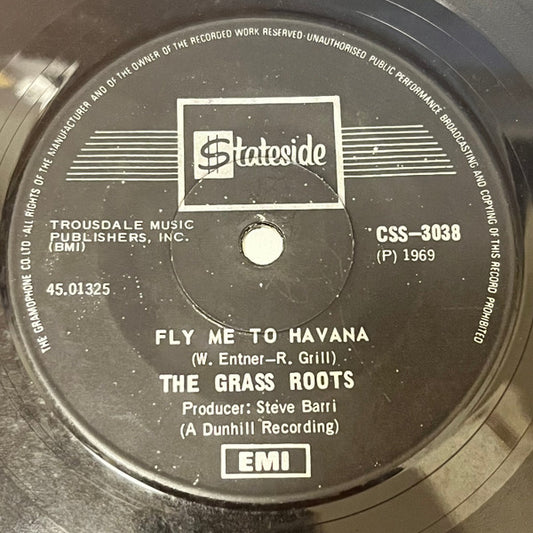 THE GRAMOPHONE CO. LTD · ALL RIGHTS OF THE MANUFACTURER AND OF THE OWNER OF THE RECORDED WORK RESERVED · UNAUTHORISED PUBLIC PERFORMANCE BROADCASTING AND COPYING OF THIS RECORD PROHIBITED
$tateside
TROUSDALE MUSIC
PUBLISHERS, INC.
(BMI)
45.01325
CSS-3038
(P) 1969
FLY ME TO HAVANA
(W. Entner-R. Grill)
THE GRASS ROOTS
Producer: Steve Barri
(A Dunhill Recording)
EMI